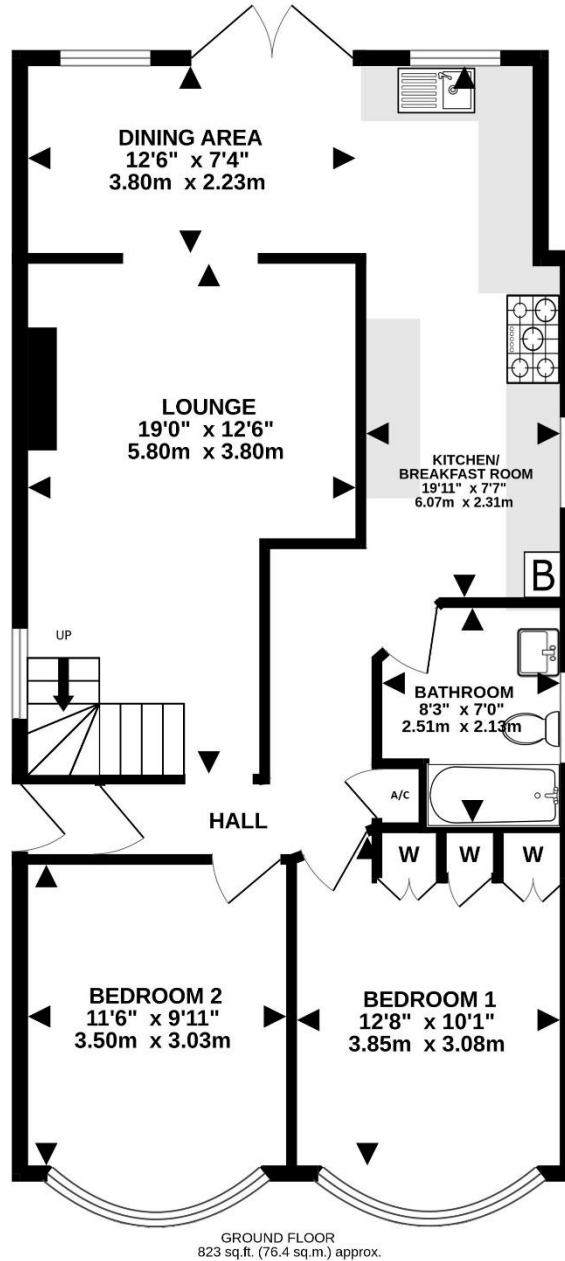 DINING AREA
12'6" x 7'4"
3.80m x 2.23m
LOUNGE
19'0" x 12'6"
5.80m x 3.80m
KITCHEN/
BREAKFAST ROOM
19'11" x 7'7"
6.07m x 2.31m
B
UP
BATHROOM
8'3" x 7'0"
2.51m x 2.13m
A/C
HALL
W
W
W
BEDROOM 2
11'6" x 9'11"
3.50m x 3.03m
BEDROOM 1
12'8" x 10'1"
3.85m x 3.08m
GROUND FLOOR
823 sq.ft. (76.4 sq.m.) approx.